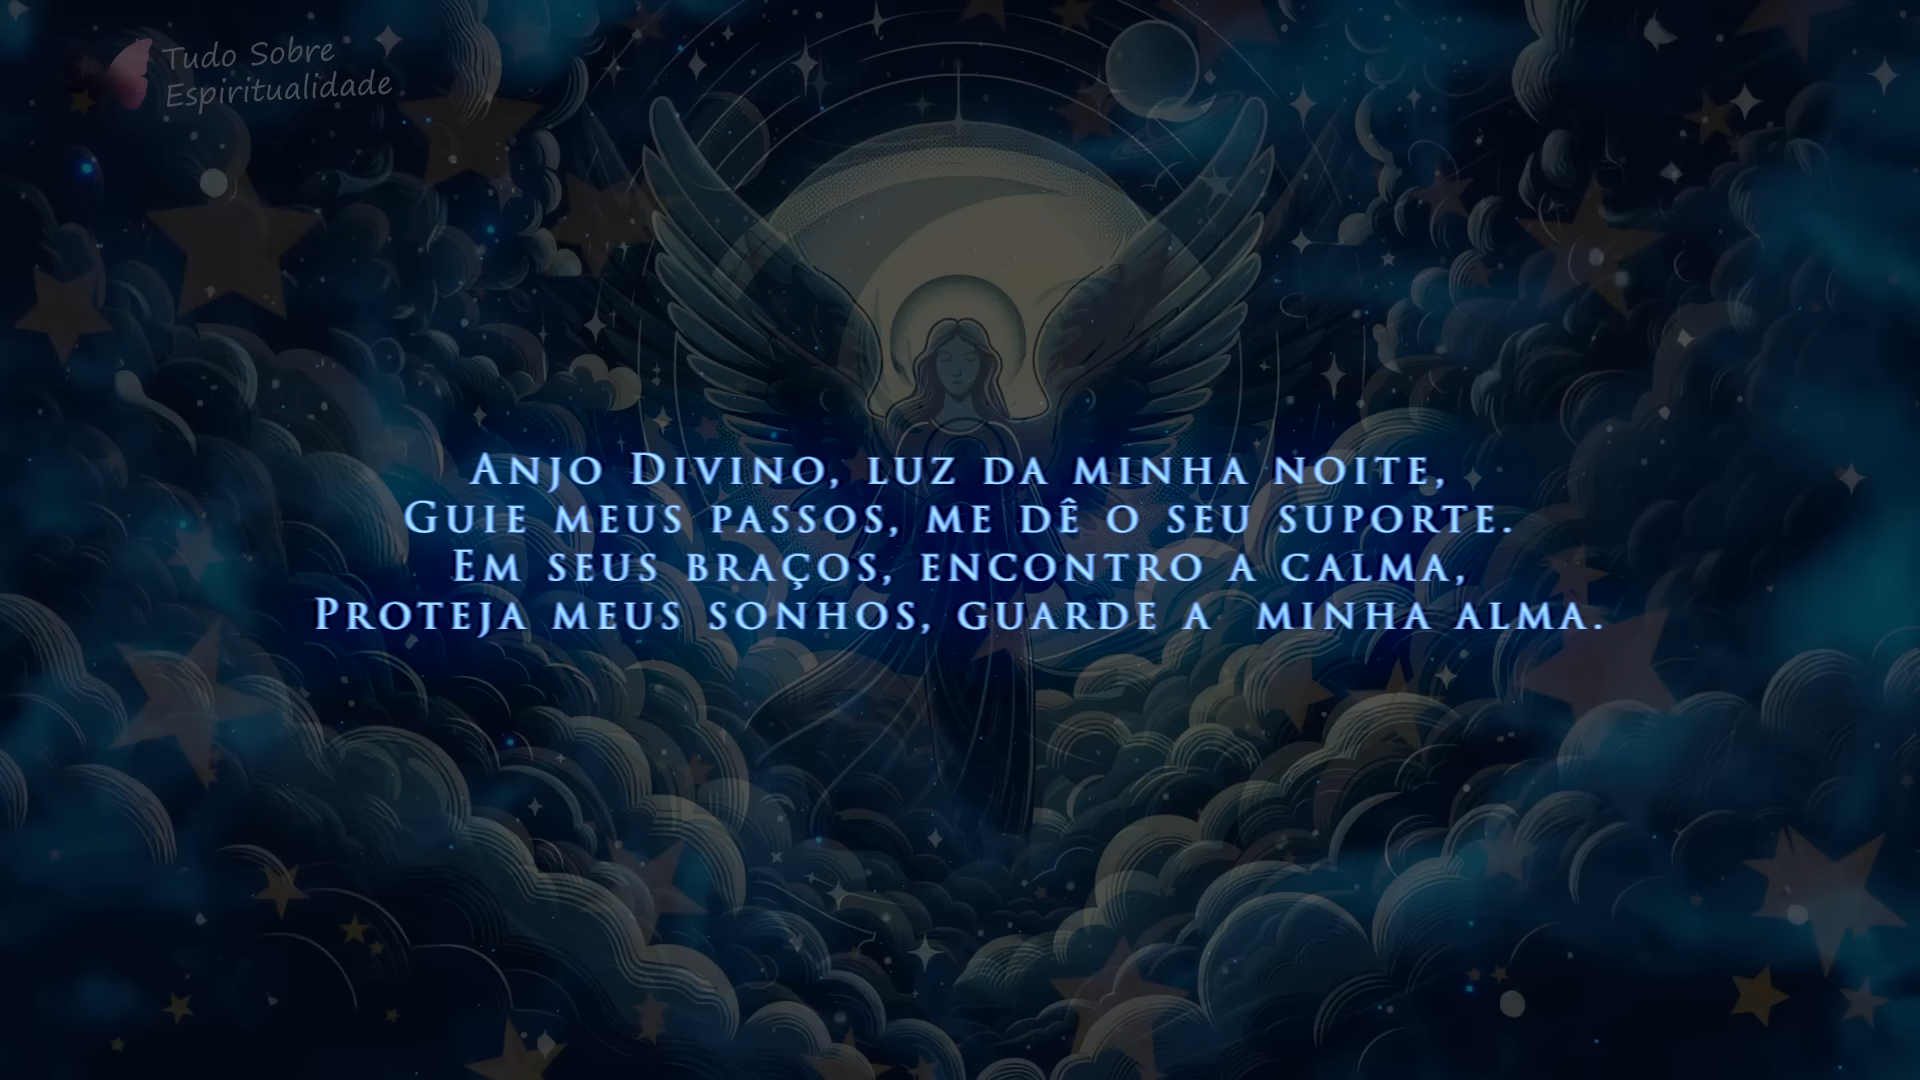 Tudo Sobre
Espiritualidade
Anjo Divino, luz da minha noite,
Guie meus passos, me dê o seu suporte.
Em seus braços, encontro a calma,
Proteja meus sonhos, guarde a  minha alma.